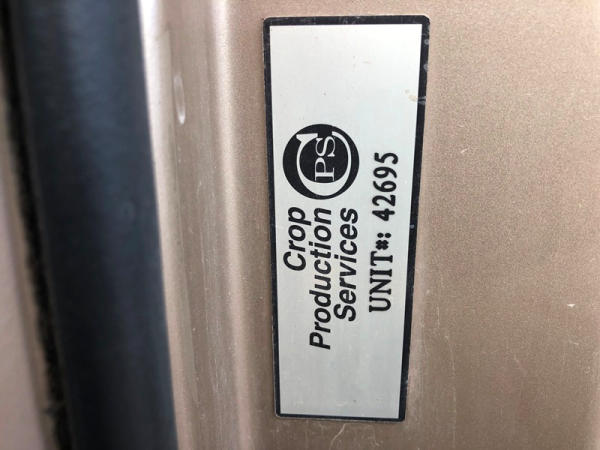 CPS
Crop
Production
Services
UNIT#: 42695